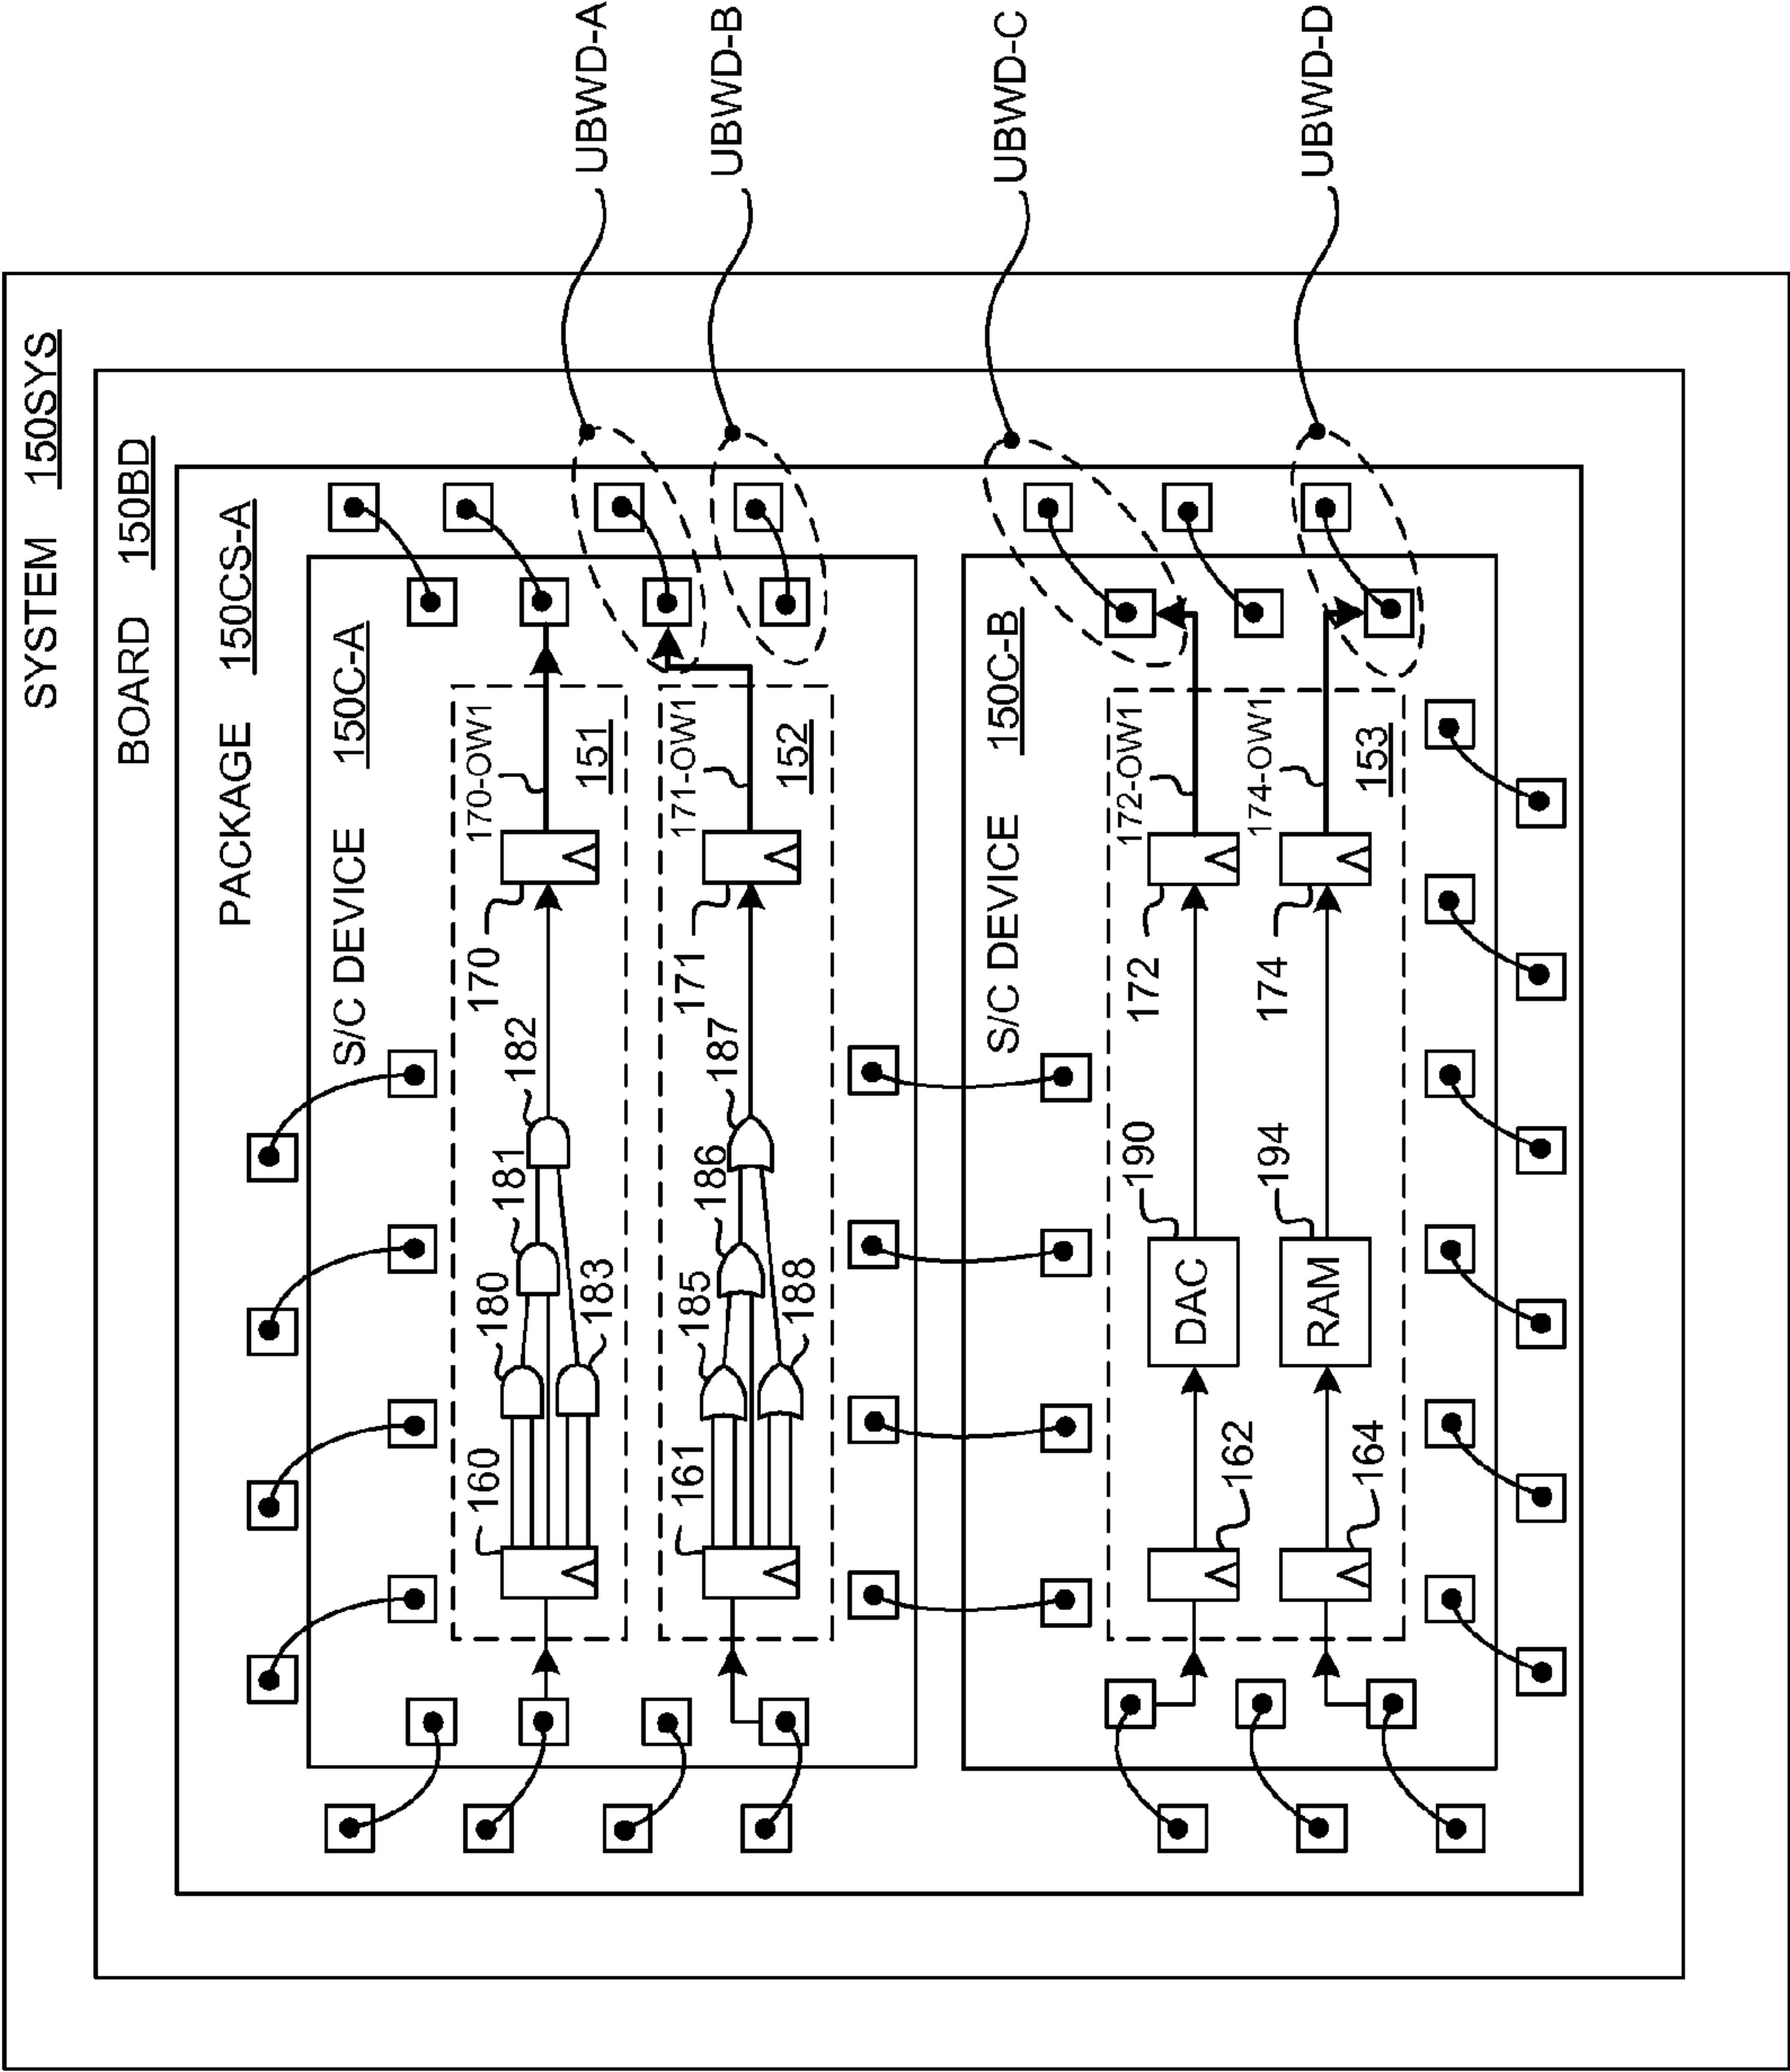 SYSTEM 150SYS
BOARD 150BD
PACKAGE 150CS-A
S/C DEVICE 150C-A
160
180
181
182
183
170
170-OW1
151
161
185
186
187
188
171
171-OW1
152
S/C DEVICE 150C-B
162
DAC
190
172
172-OW1
164
RAM
194
174
174-OW1
153
UBWD-A
UBWD-B
UBWD-C
UBWD-D